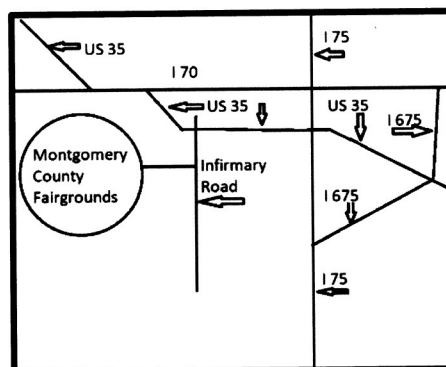 I 75
US 35
I 70
US 35
US 35
I 675
Montgomery
County
Fairgrounds
Infirmary
Road
I 675
I 75